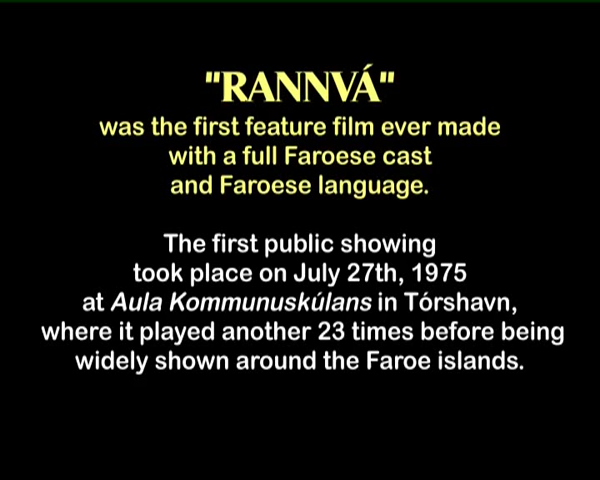 "RANNVÁ"
was the first feature film ever made
with a full Faroese cast
and Faroese language.
The first public showing
took place on July 27th, 1975
at Aula Kommunuskúlans in Tórshavn,
where it played another 23 times before being
widely shown around the Faroe islands.